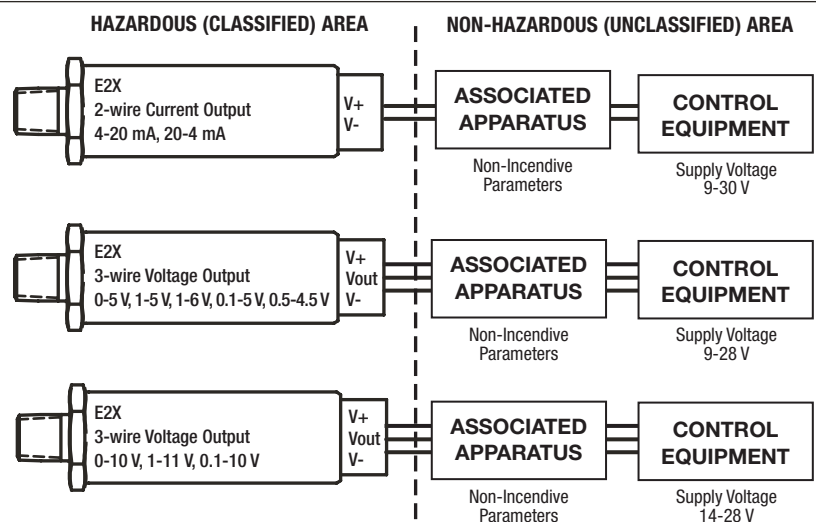 HAZARDOUS (CLASSIFIED) AREA
NON-HAZARDOUS (UNCLASSIFIED) AREA
E2X
2-wire Current Output
4-20 mA, 20-4 mA
V+
V-
ASSOCIATED
APPARATUS
Non-Incendive
Parameters
CONTROL
EQUIPMENT
Supply Voltage
9-30 V
E2X
3-wire Voltage Output
0-5 V, 1-5 V, 1-6 V, 0.1-5 V, 0.5-4.5 V
V+
Vout
V-
ASSOCIATED
APPARATUS
Non-Incendive
Parameters
CONTROL
EQUIPMENT
Supply Voltage
9-28 V
E2X
3-wire Voltage Output
0-10 V, 1-11 V, 0.1-10 V
V+
Vout
V-
ASSOCIATED
APPARATUS
Non-Incendive
Parameters
CONTROL
EQUIPMENT
Supply Voltage
14-28 V